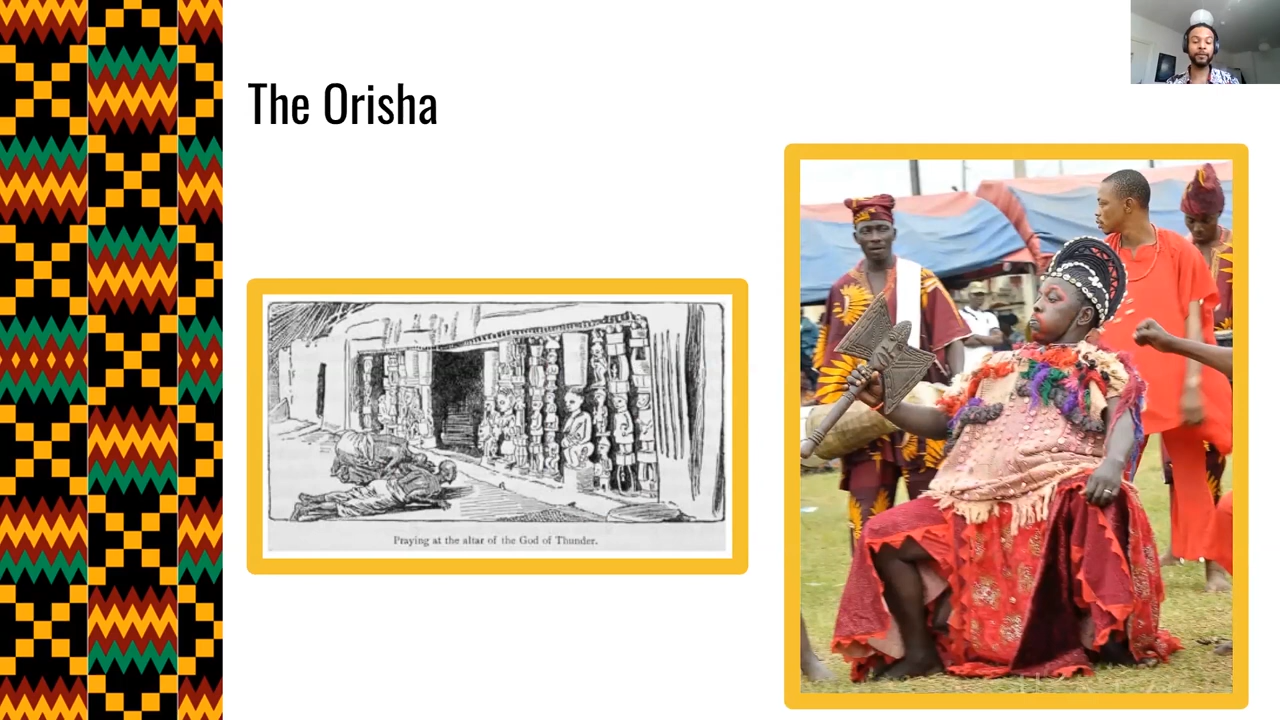 The Orisha
Praying at the altar of the God of Thunder.